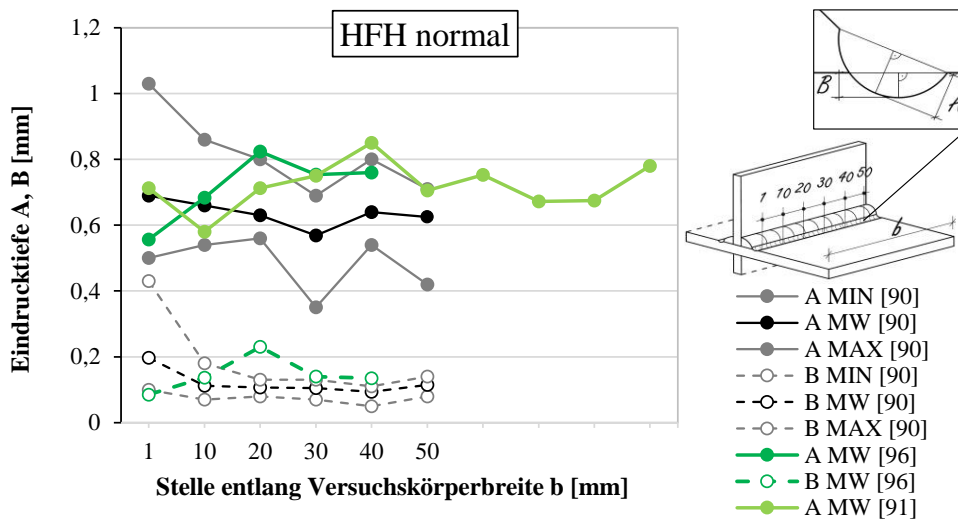 HFH normal
Eindrucktiefe A, B [mm]
1,2
1
0,8
0,6
0,4
0,2
0
1 10 20 30 40 50
Stelle entlang Versuchskörperbreite b [mm]
B
A
1 10 20 30 40 50
b
A MIN [90]
A MW [90]
A MAX [90]
B MIN [90]
B MW [90]
B MAX [90]
A MW [96]
B MW [96]
A MW [91]